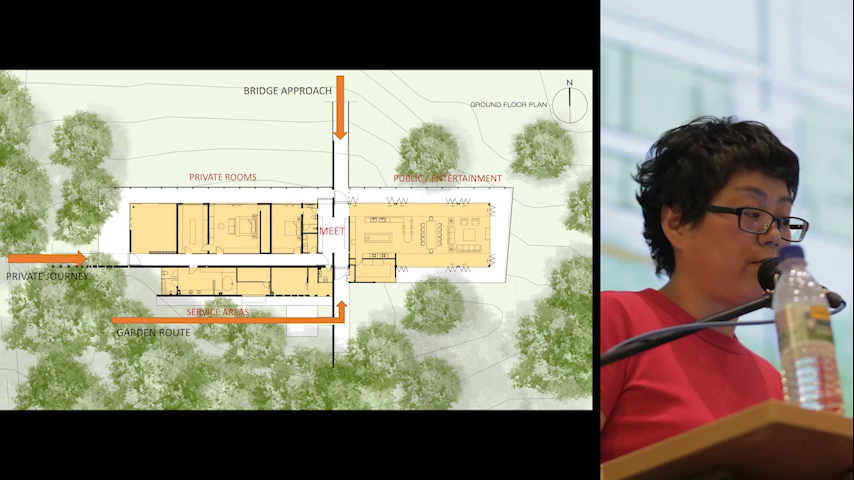 BRIDGE APPROACH
N
GROUND FLOOR PLAN
PRIVATE ROOMS
PUBLIC / ENTERTAINMENT
MEET
PRIVATE JOURNEY
SERVICE AREAS
GARDEN ROUTE